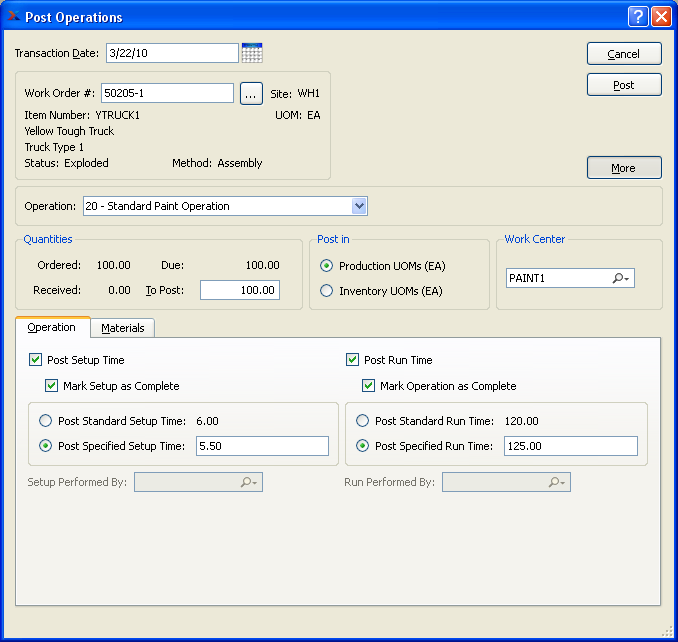 Post Operations
Transaction Date: 3/22/10
Cancel
Post
Work Order #: 50205-1 ... Site: WH1
Item Number: YTRUCK1 UOM: EA
Yellow Tough Truck
Truck Type 1
Status: Exploded Method: Assembly
More
Operation: 20 - Standard Paint Operation
Quantities
Ordered: 100.00 Due: 100.00
Received: 0.00 To Post: 100.00
Post in
Production UOMs (EA)
Inventory UOMs (EA)
Work Center
PAINT1
Operation Materials
Post Setup Time
Mark Setup as Complete
Post Standard Setup Time: 6.00
Post Specified Setup Time: 5.50
Setup Performed By:
Post Run Time
Mark Operation as Complete
Post Standard Run Time: 120.00
Post Specified Run Time: 125.00
Run Performed By: